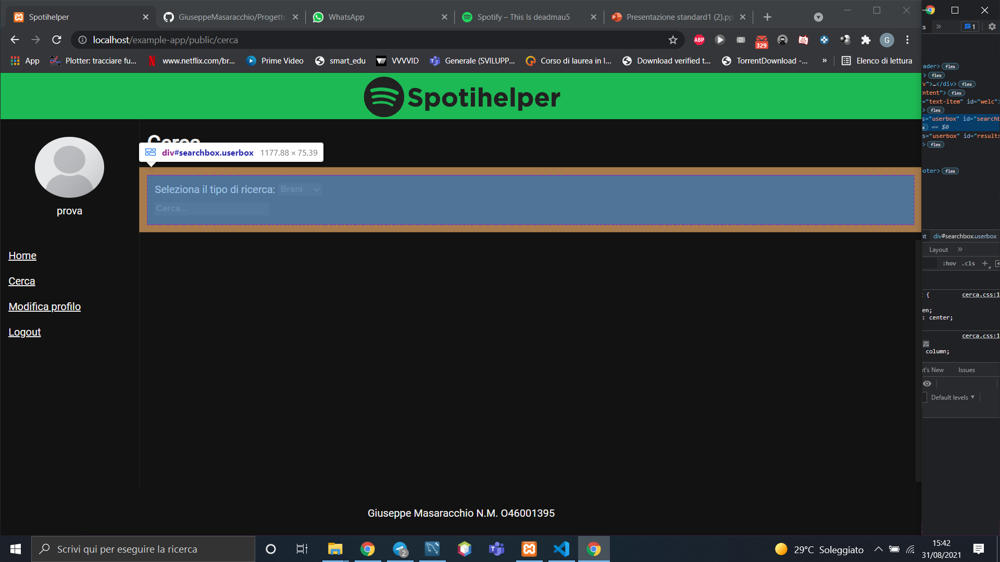 Spotihelper
GiuseppeMasaracchio/Progetto
WhatsApp
Spotify – This Is deadmau5
Presentazione standard1 (2).pp
localhost/example-app/public/cerca
ABP
329
G
App
Plotter: tracciare fu...
www.netflix.com/br...
Prime Video
smart_edu
VVVVID
Generale (SVILUPP...
Corso di laurea in I...
Download verified t...
TorrentDownload -...
»
Elenco di lettura
Spotihelper
prova
Home
Cerca
Modifica profilo
Logout
Cerca
div#searchbox.userbox 1177.88 × 75.39
Seleziona il tipo di ricerca: Brani
Cerca...
Giuseppe Masaracchio N.M. O46001395
s » 1
ader> flex
> flex
v">…</div> flex
ntent"> flex
="text-item" id="welc">
> flex
s="userbox" id="searchb
x == $0
s="userbox" id="results
> flex
oter> flex
nt div#searchbox.userbox
Layout »
:hov .cls +
{ cerca.css:1
en;
: center;
cerca.css:1
column;
t's New Issues
Default levels ▼
Scrivi qui per eseguire la ricerca
2
29°C Soleggiato
15:42
31/08/2021